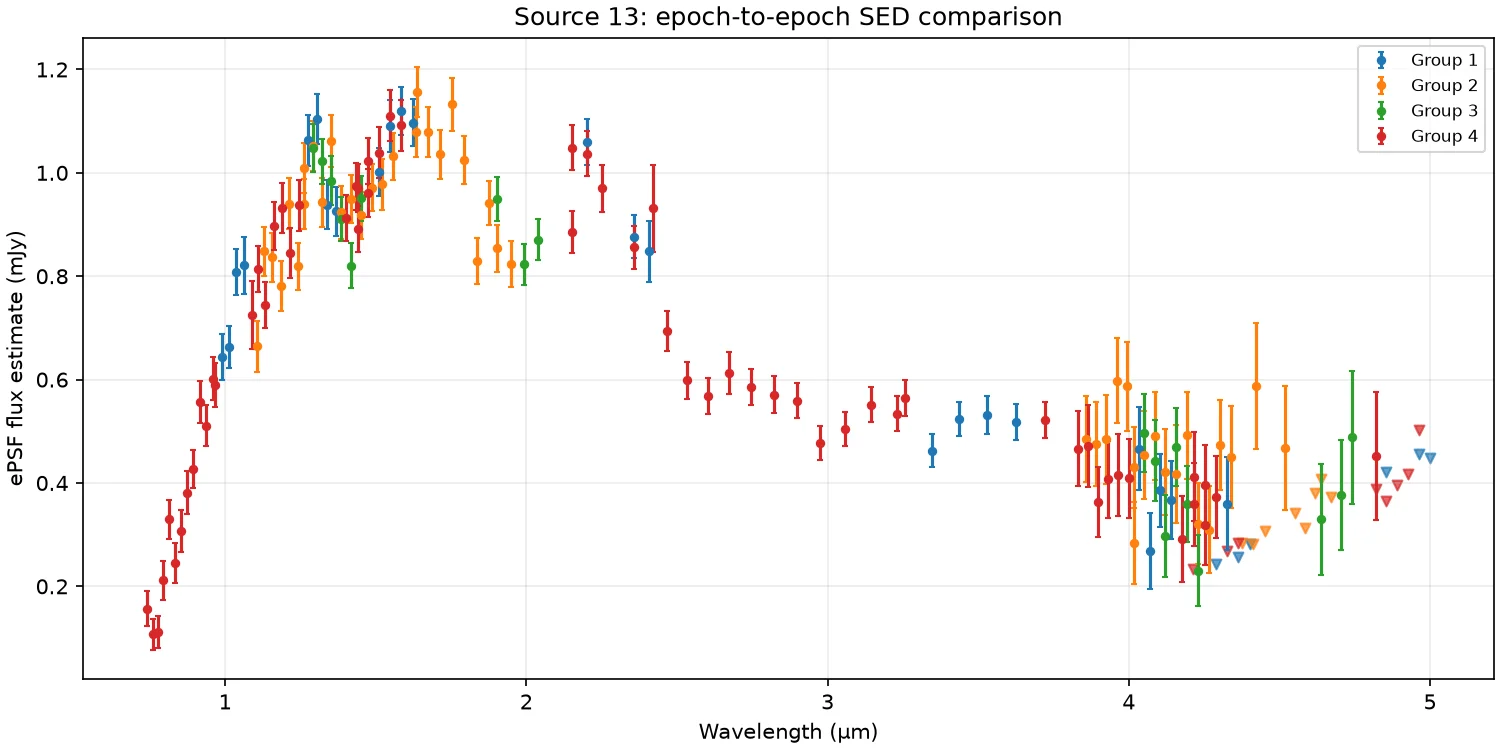 Source 13: epoch-to-epoch SED comparison
ePSF flux estimate (mJy)
1.2
1.0
0.8
0.6
0.4
0.2
Group 1
Group 2
Group 3
Group 4
1 2 3 4 5
Wavelength (µm)